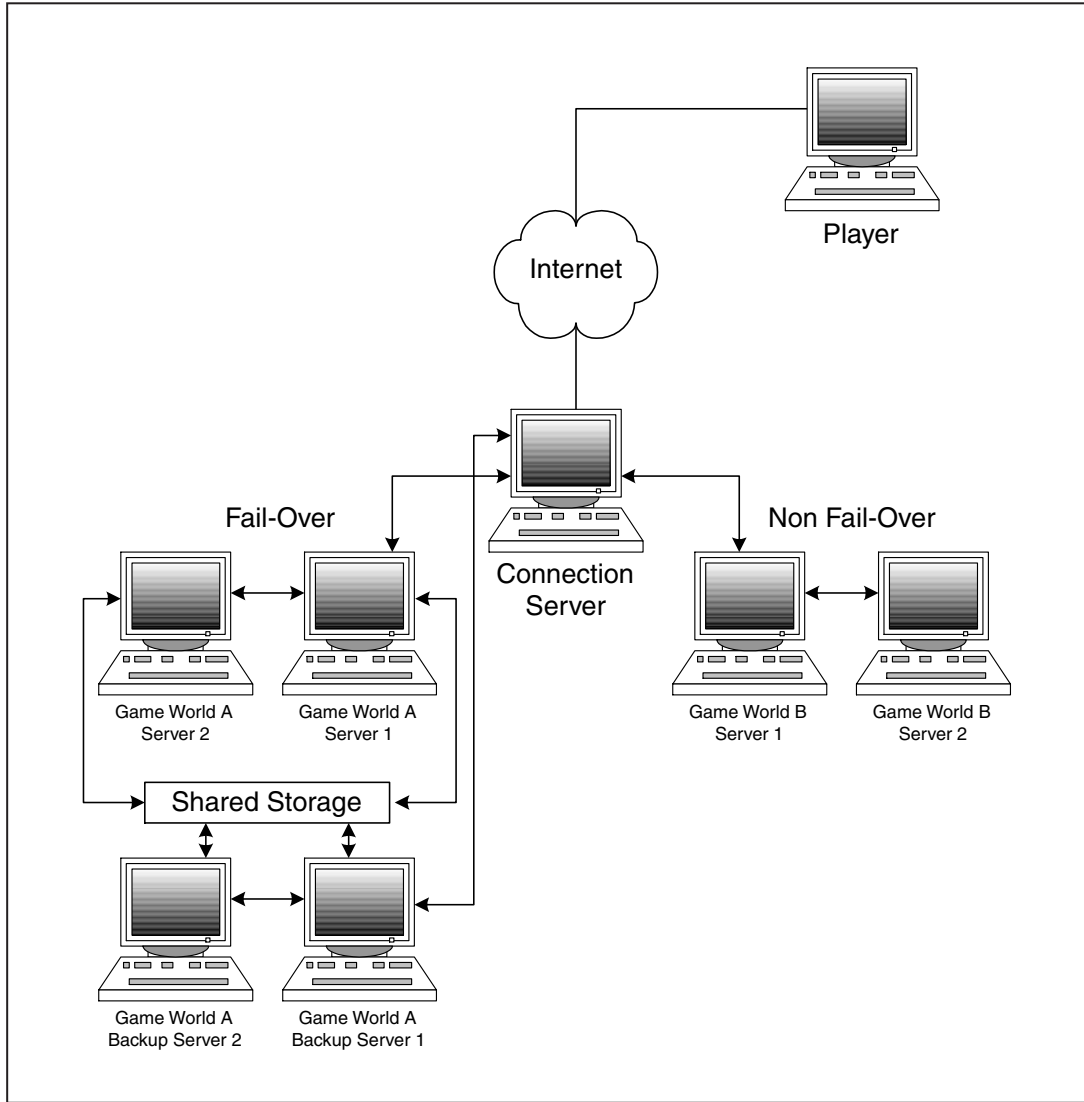 Player
Internet
Fail-Over
Non Fail-Over
Connection
Server
Game World A
Server 2
Game World A
Server 1
Game World B
Server 1
Game World B
Server 2
Shared Storage
Game World A
Backup Server 2
Game World A
Backup Server 1